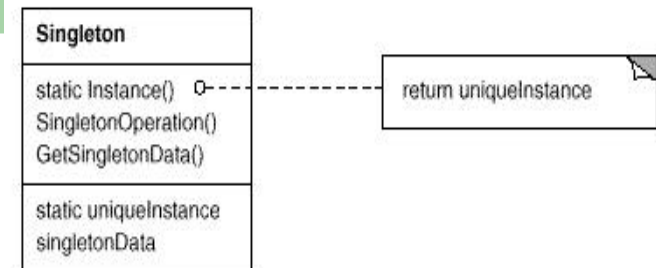 Singleton
static Instance()
return uniqueInstance
SingletonOperation()
GetSingletonData()
static uniqueInstance
singletonData